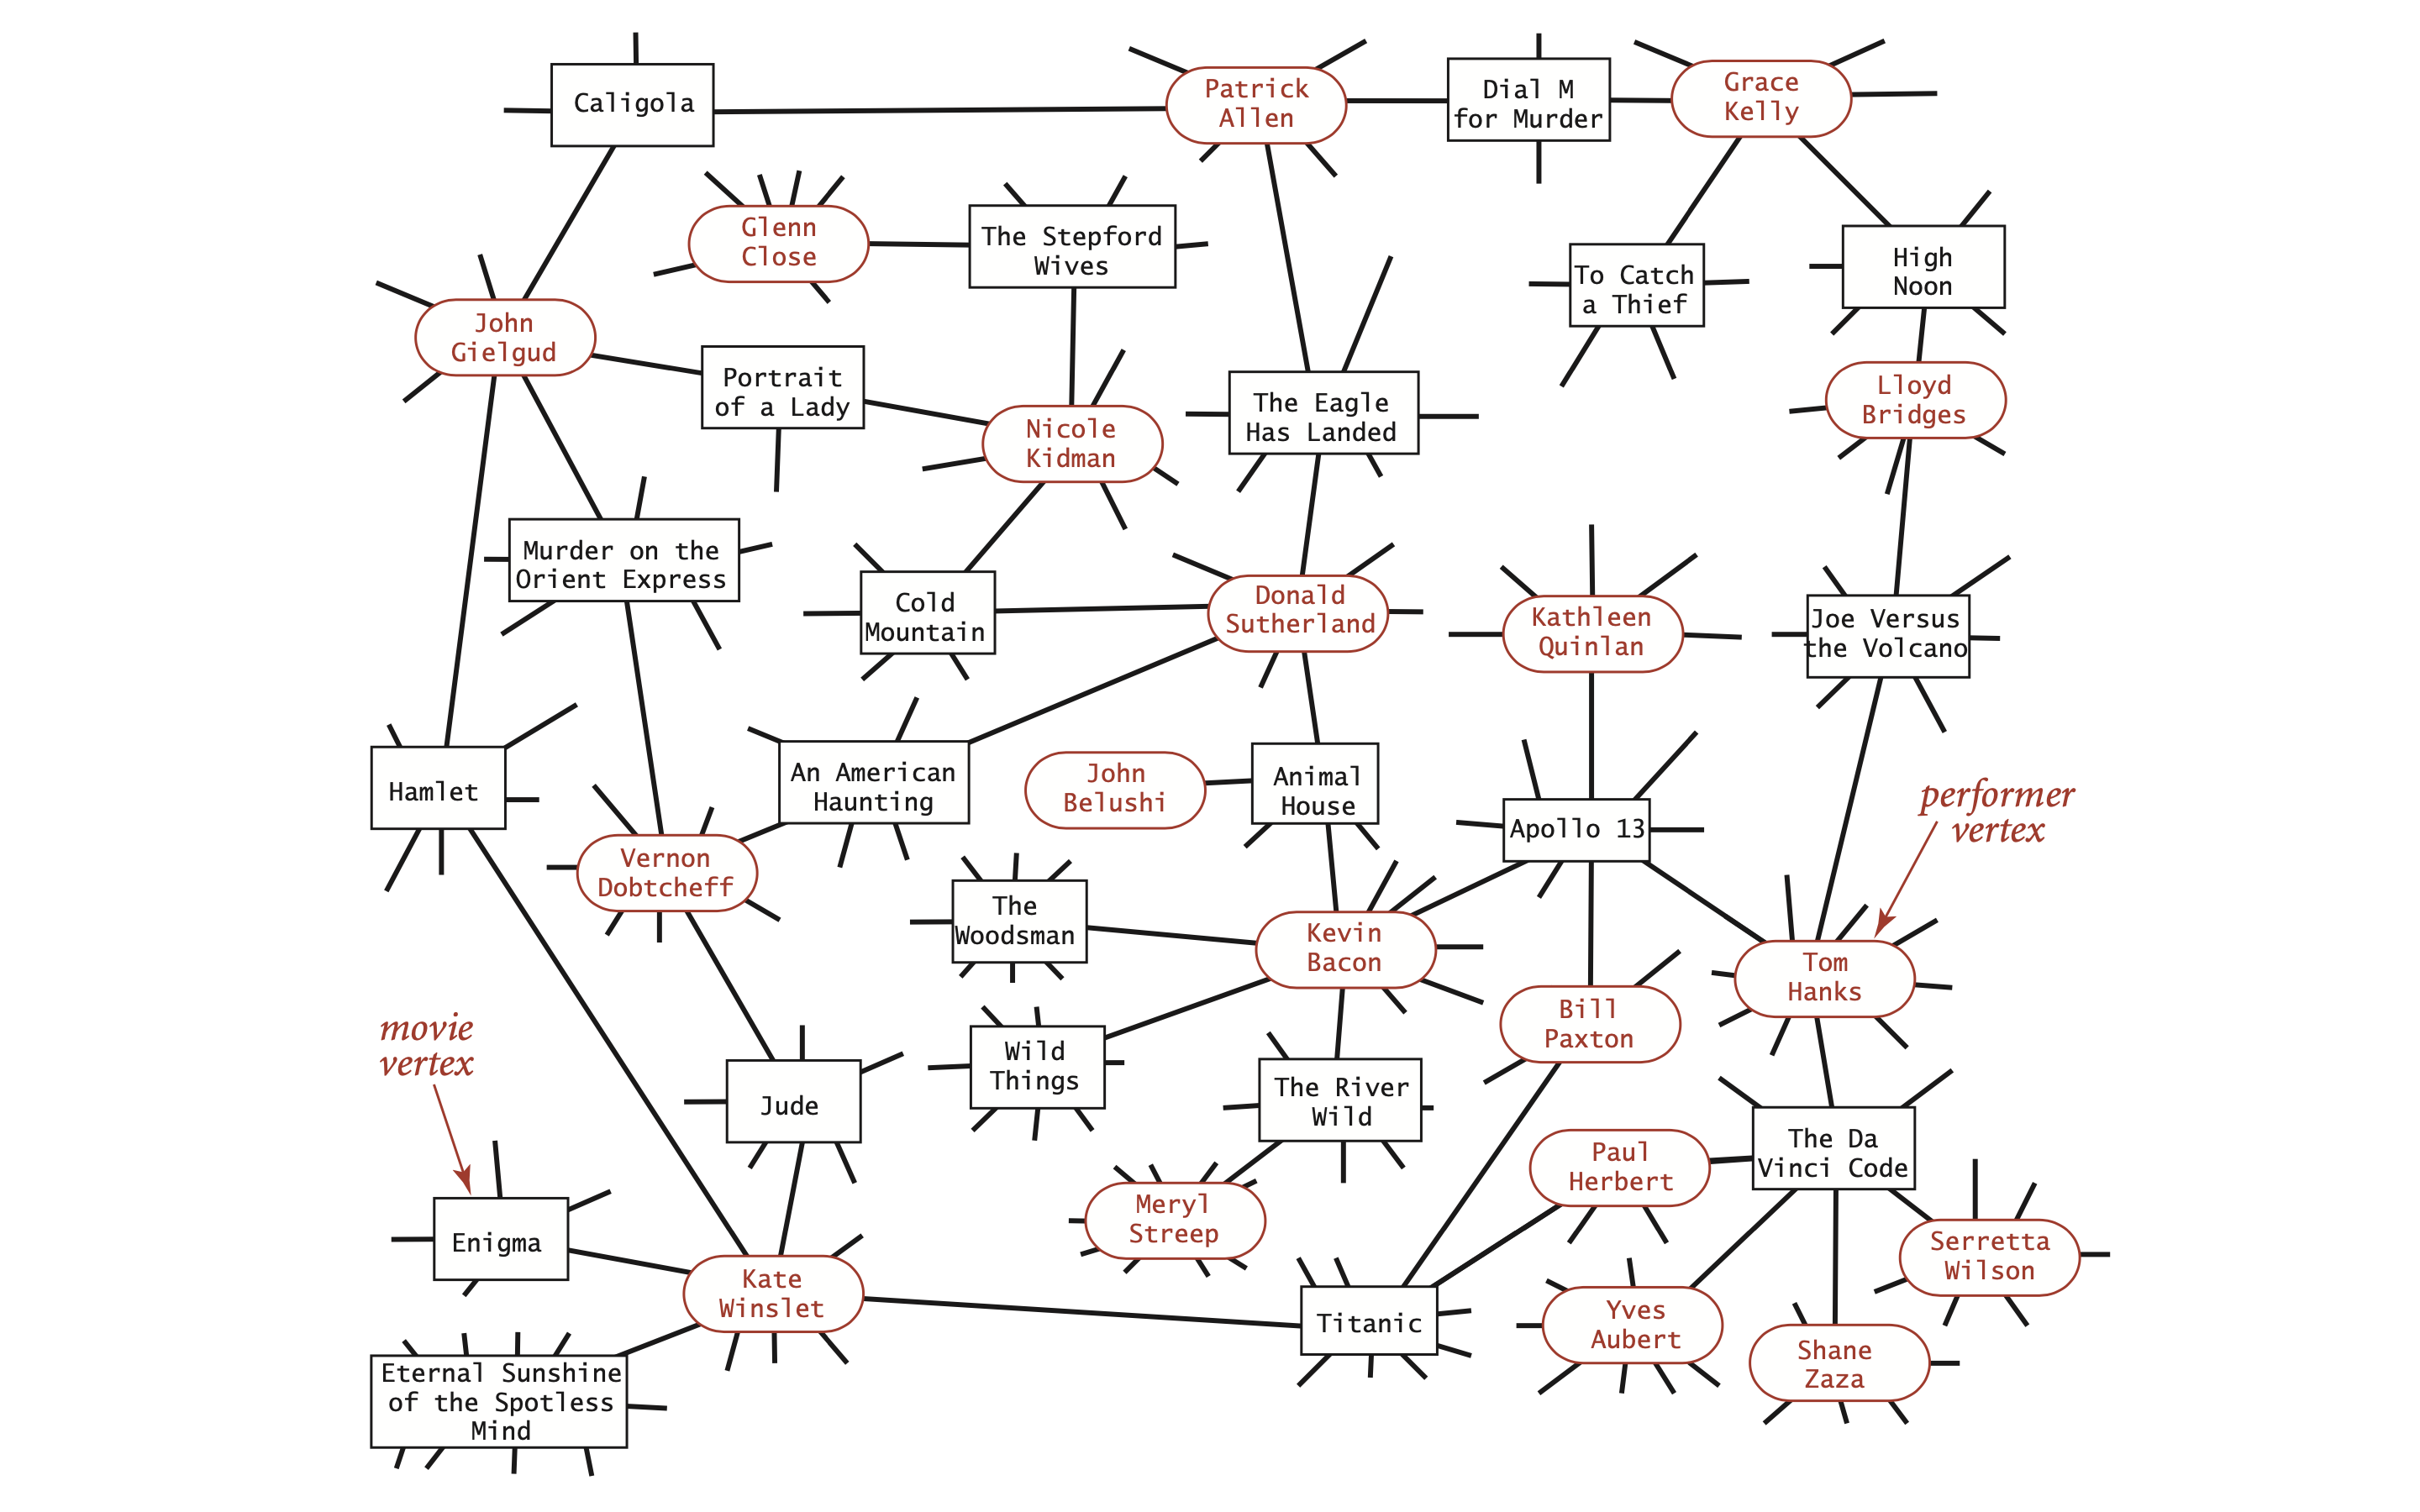 Caligola
Patrick
Allen
Dial M
for Murder
Grace
Kelly
Glenn
Close
The Stepford
Wives
To Catch
a Thief
High
Noon
John
Gielgud
Portrait
of a Lady
Nicole
Kidman
The Eagle
Has Landed
Lloyd
Bridges
Murder on the
Orient Express
Cold
Mountain
Donald
Sutherland
Kathleen
Quinlan
Joe Versus
the Volcano
Hamlet
An American
Haunting
John
Belushi
Animal
House
Apollo 13
performer
vertex
Vernon
Dobtcheff
The
Woodsman
Kevin
Bacon
Tom
Hanks
movie
vertex
Jude
Wild
Things
The River
Wild
Bill
Paxton
Paul
Herbert
The Da
Vinci Code
Enigma
Meryl
Streep
Serretta
Wilson
Kate
Winslet
Titanic
Yves
Aubert
Shane
Zaza
Eternal Sunshine
of the Spotless
Mind